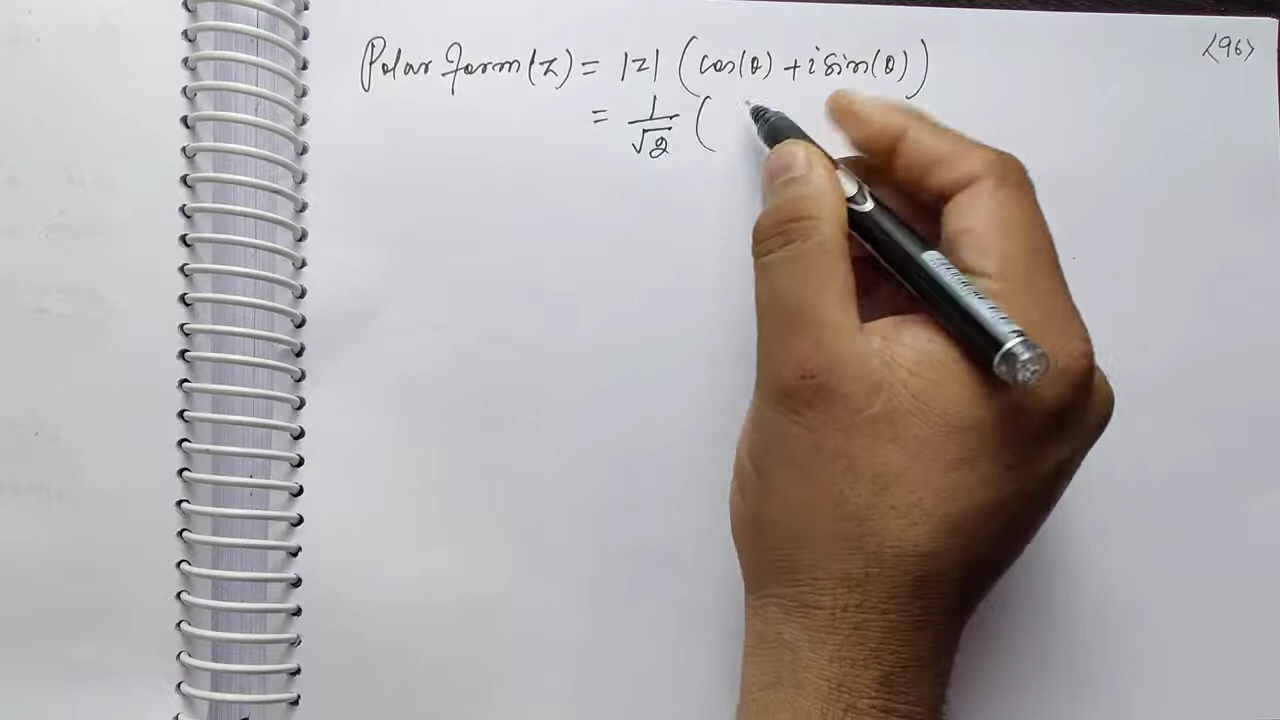 <96>
Polar form(z) = |z| (cos(θ) + i sin(θ))
= 1/√2 (